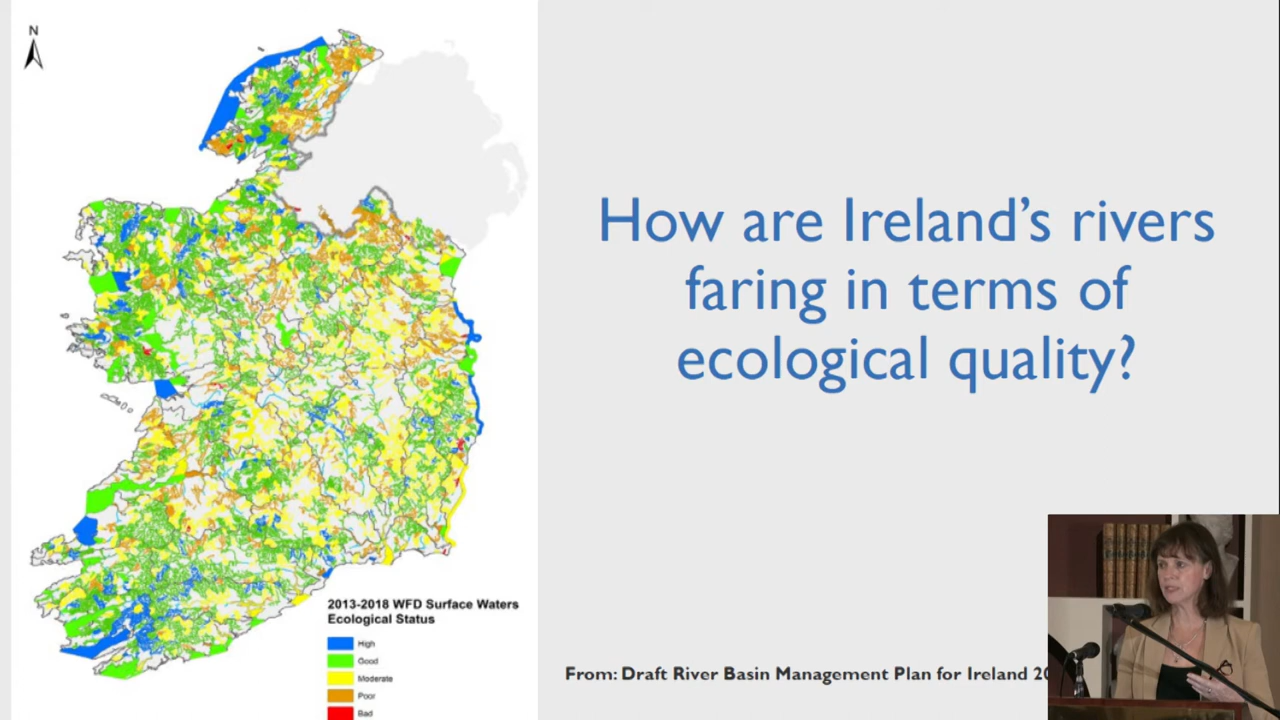 N
How are Ireland's rivers
faring in terms of
ecological quality?
2013-2018 WFD Surface Waters
Ecological Status
High
Good
Moderate
Poor
Bad
From: Draft River Basin Management Plan for Ireland 20